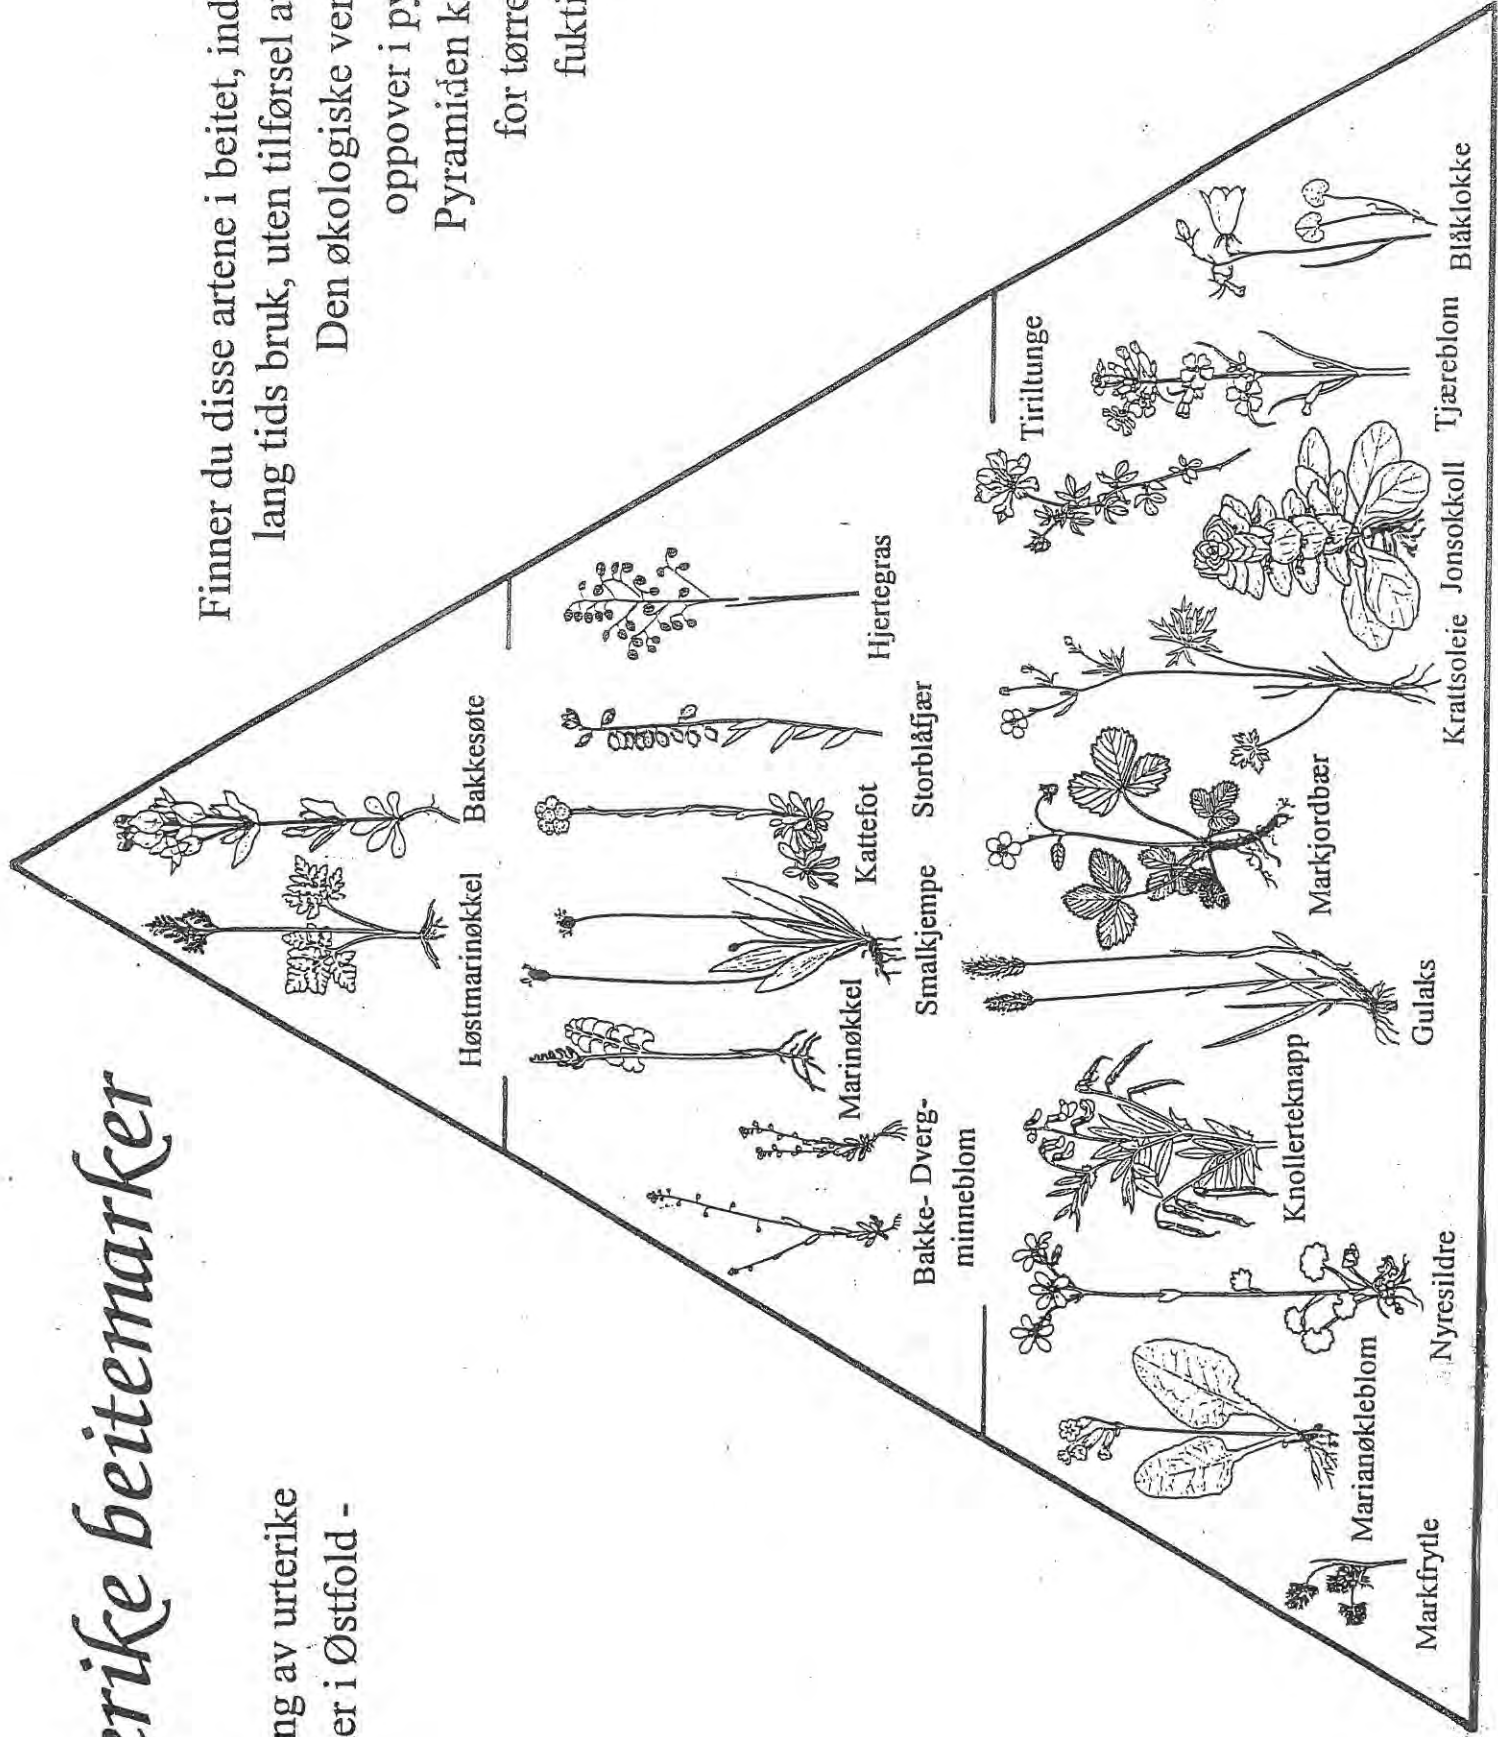 erike beitemarker
ng av urterike
er i Østfold -
Finner du disse artene i beitet, ind
lang tids bruk, uten tilførsel a
Den økologiske ver
oppover i py
Pyramiden k
for tørre
fukti
Høstmarinøkkel
Bakkesøte
Bakke- Dverg-
minneblom
Marinøkkel
Smalkjempe
Kattefot
Storblåfjær
Hjertegras
Tiriltunge
Markfrytle
Marianøkleblom
Nyresildre
Knollerteknapp
Gulaks
Markjordbær
Krattsoleie
Jonsokkoll
Tjæreblom
Blåklokke